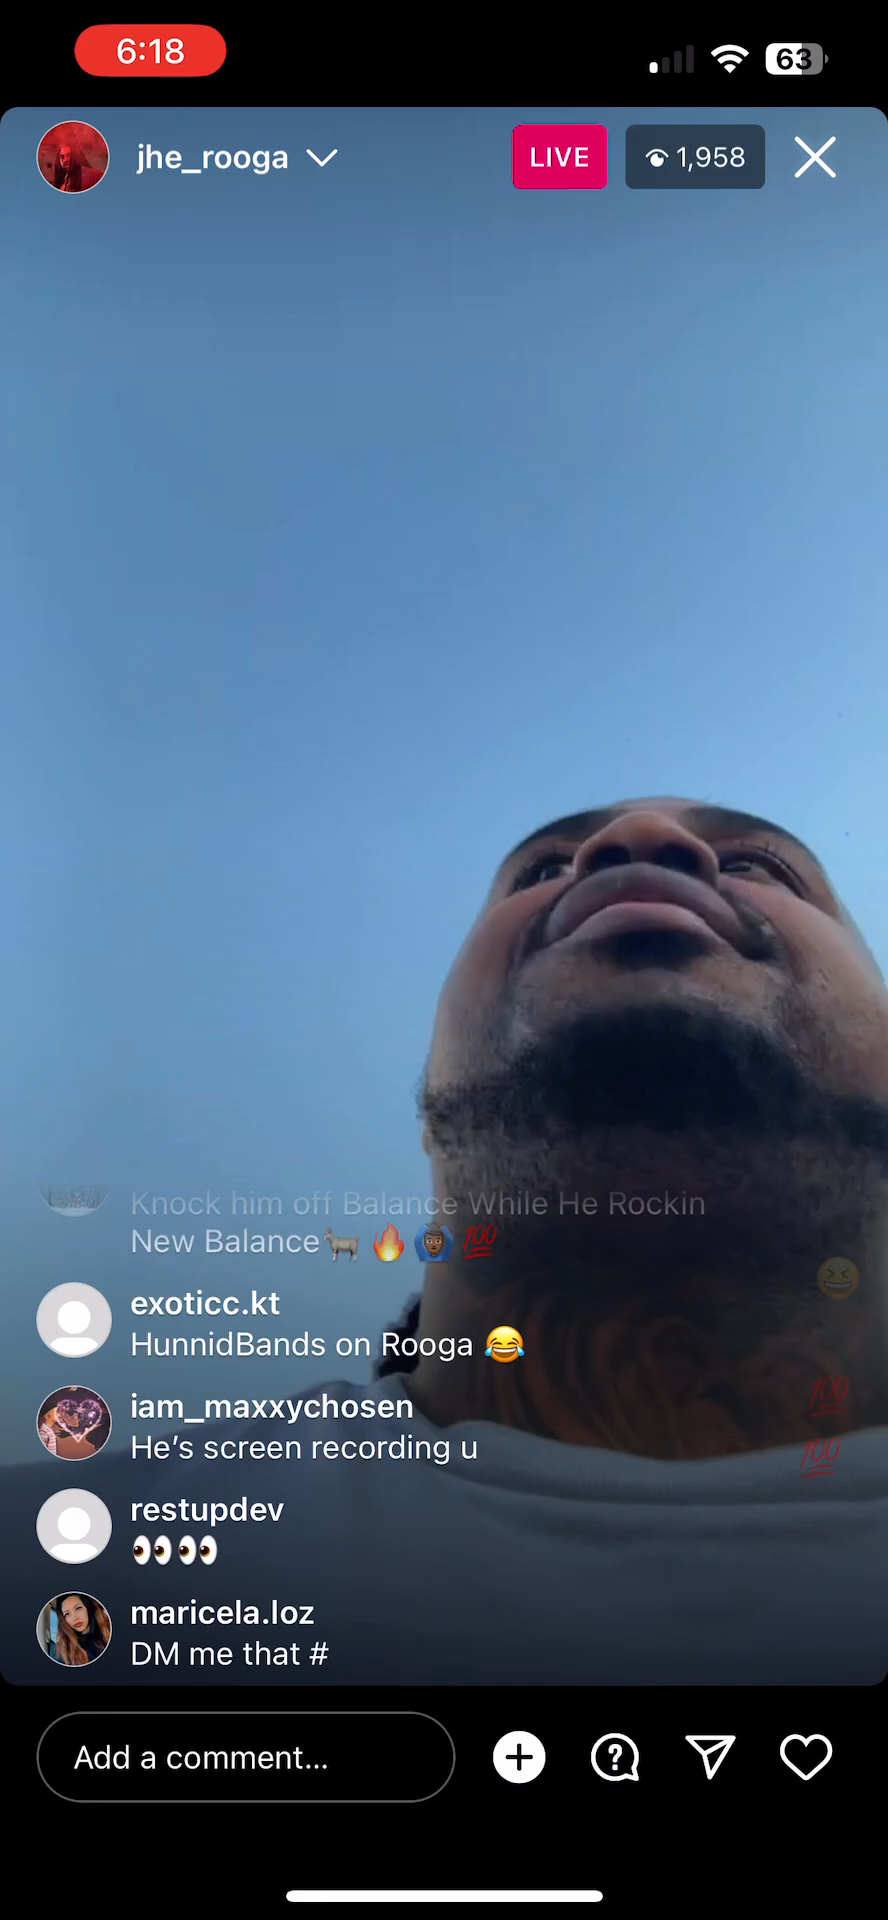 6:18
63
jhe_rooga
LIVE
1,958
Knock him off Balance While He Rockin
New Balance🐐🔥🙆🏾‍♂️💯
exoticc.kt
HunnidBands on Rooga 😂
iam_maxxychosen
He’s screen recording u
restupdev
👀👀
maricela.loz
DM me that #
Add a comment...